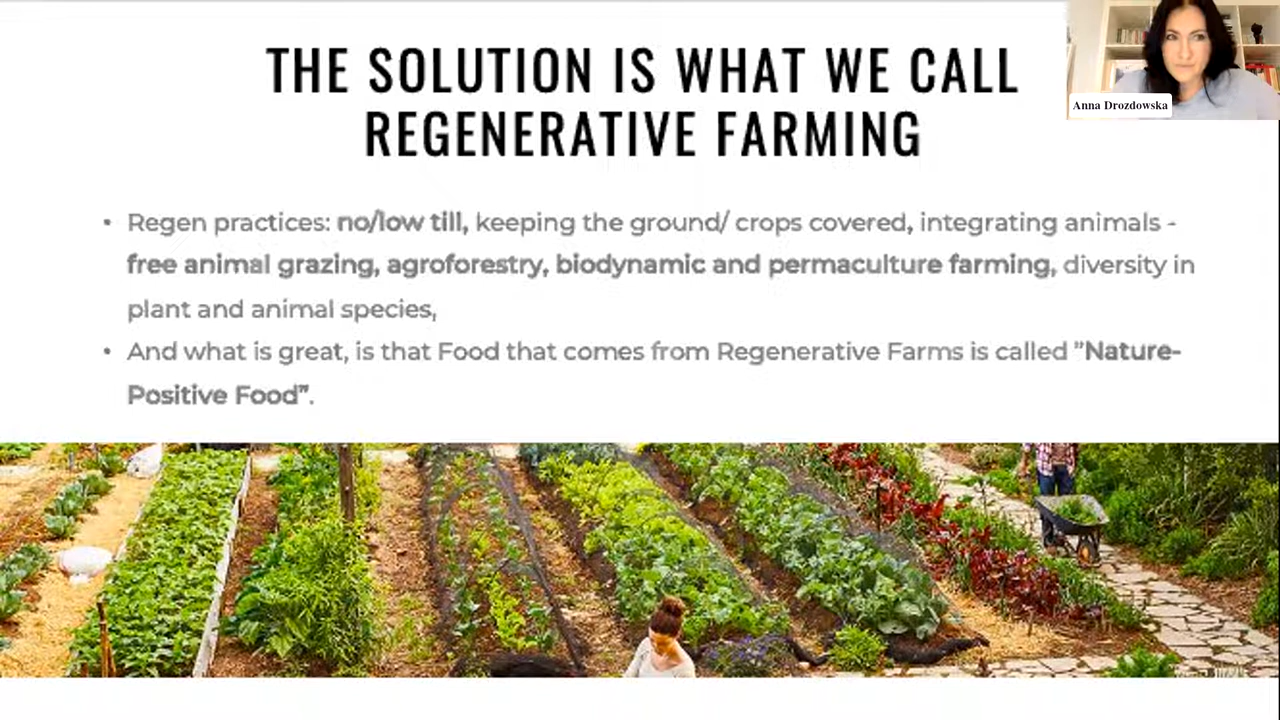 THE SOLUTION IS WHAT WE CALL
REGENERATIVE FARMING
Anna Drozdowska
• Regen practices: no/low till, keeping the ground/ crops covered, integrating animals -
free animal grazing, agroforestry, biodynamic and permaculture farming, diversity in
plant and animal species,
• And what is great, is that Food that comes from Regenerative Farms is called "Nature-
Positive Food".